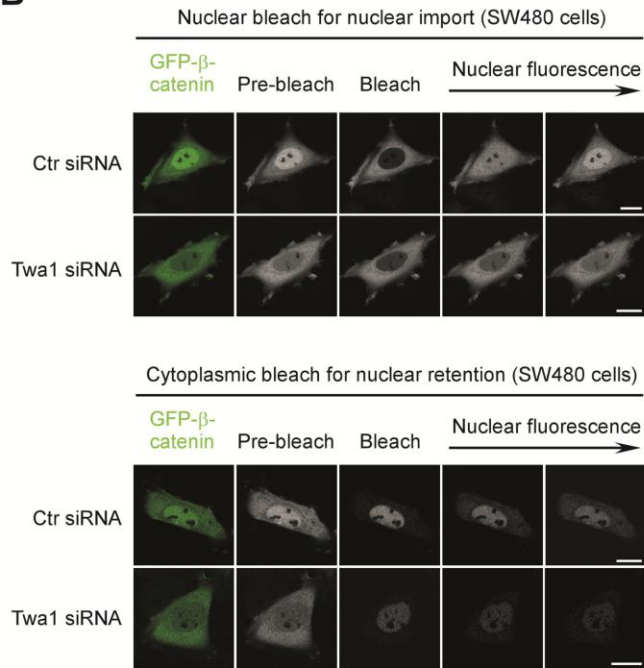 B
Nuclear bleach for nuclear import (SW480 cells)
GFP-β-
catenin
Pre-bleach
Bleach
Nuclear fluorescence
Ctr siRNA
Twa1 siRNA
Cytoplasmic bleach for nuclear retention (SW480 cells)
GFP-β-
catenin
Pre-bleach
Bleach
Nuclear fluorescence
Ctr siRNA
Twa1 siRNA